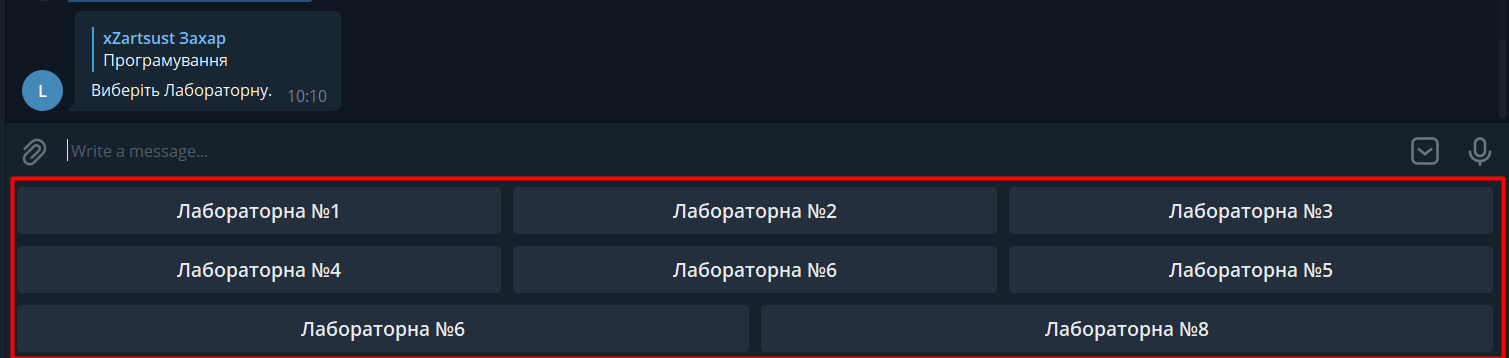 xZartsust Захар
Програмування
Виберіть Лабораторну. 10:10
L
Write a message...
Лабораторна №1 Лабораторна №2 Лабораторна №3
Лабораторна №4 Лабораторна №6 Лабораторна №5
Лабораторна №6 Лабораторна №8